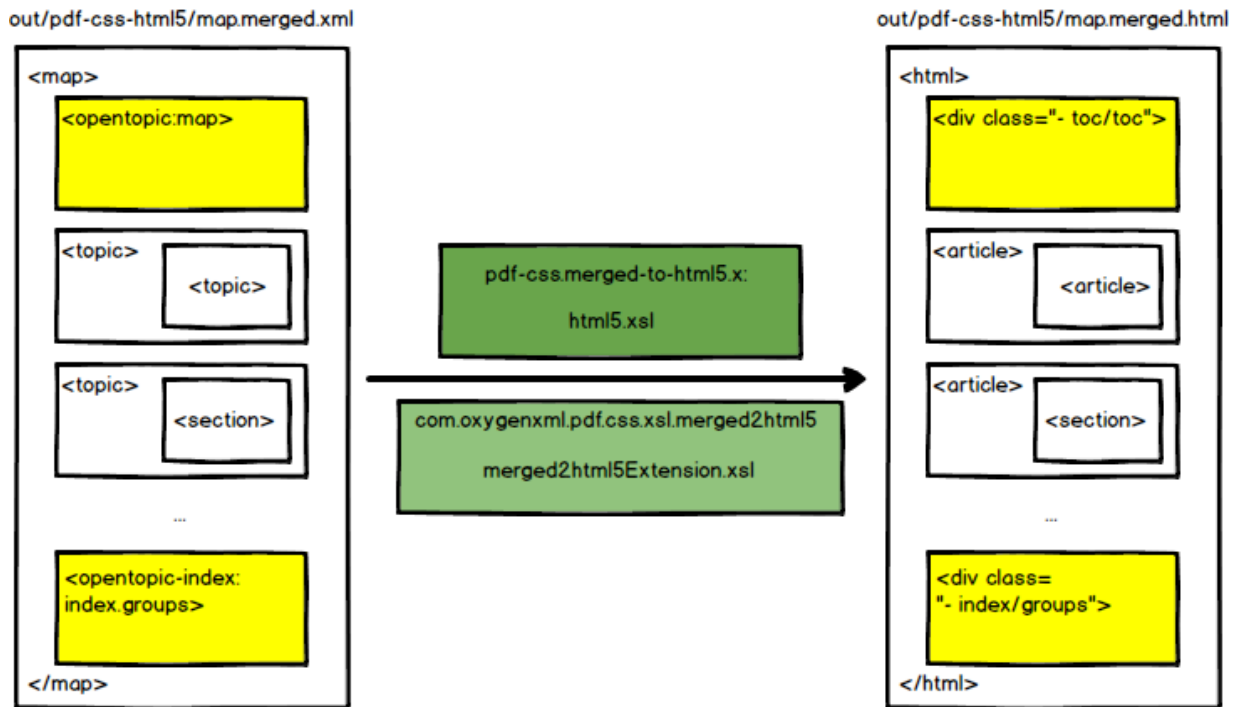 out/pdf-css-html5/map.merged.xml
<map>
<opentopic:map>
<topic>
<topic>
<topic>
<section>
...
<opentopic-index:
index.groups>
</map>
pdf-css.merged-to-html5.x:
html5.xsl
com.oxygenxml.pdf.css.xsl.merged2html5
merged2html5Extension.xsl
out/pdf-css-html5/map.merged.html
<html>
<div class="- toc/toc">
<article>
<article>
<article>
<section>
...
<div class=
"- index/groups">
</html>